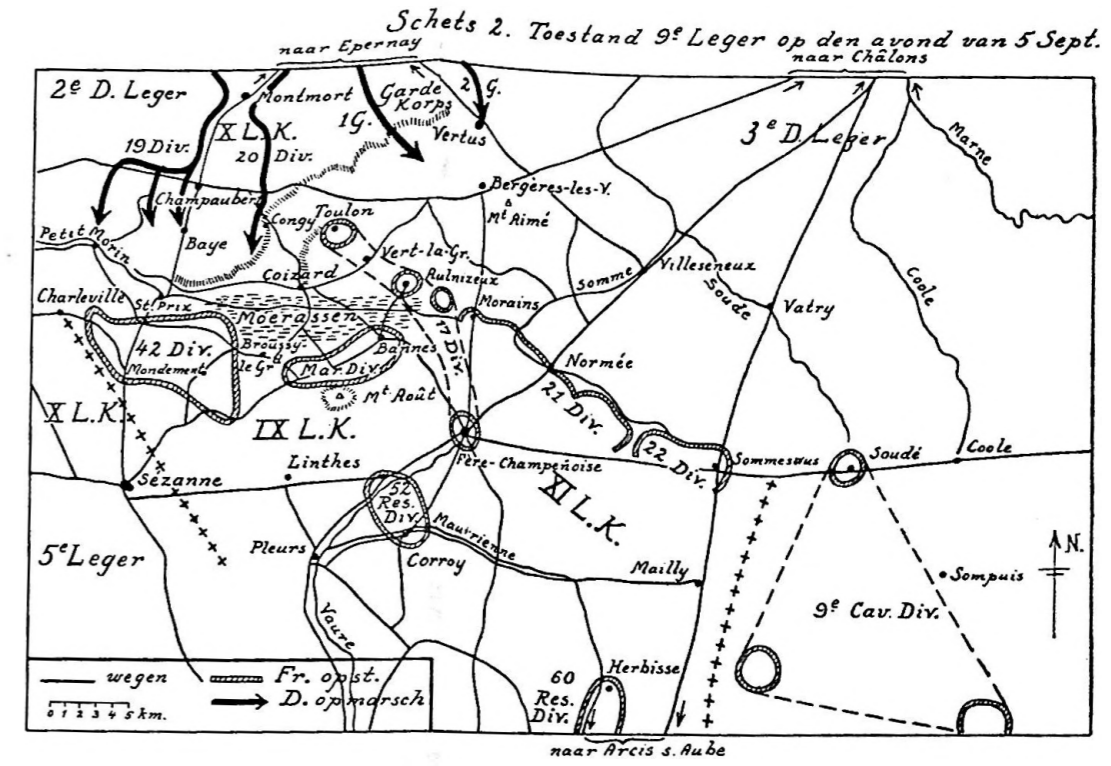 Schets 2. Toestand 9e Leger op den avond van 5 Sept.
naar Epernay
naar Châlons
2e D. Leger
Montmort
Garde Korps
2 G.
X L.K.
1 G.
Vertus
3e D. Leger
Marne
19 Div.
20 Div.
Bergères-les-V.
Champaubert
Mt Aimé
Congy
Toulon
Petit Morin
Baye
Vert-la-Gr.
Coizard
Aulnizeux
Somme
Villeseneux
Coole
Charleville
St Prix
Morains
Soude
Vatry
Moerassen
42 Div.
Broussy-le-Gr.
Bannes
17 Div.
Mondement
Mar. Div.
Normée
Mt Août
21 Div.
X L.K.
IX L.K.
22 Div.
Sommesous
Soudé
Coole
Linthes
Fère-Champenoise
Sézanne
52 Res. Div.
XI L.K.
5e Leger
Pleurs
Maurienne
Corroy
Mailly
N.
Sompuis
9e Cav. Div.
Vaure
60 Res. Div.
Herbisse
wegen
Fr. opst.
D. opmarsch
0 1 2 3 4 5 km.
naar Arcis s. Aube